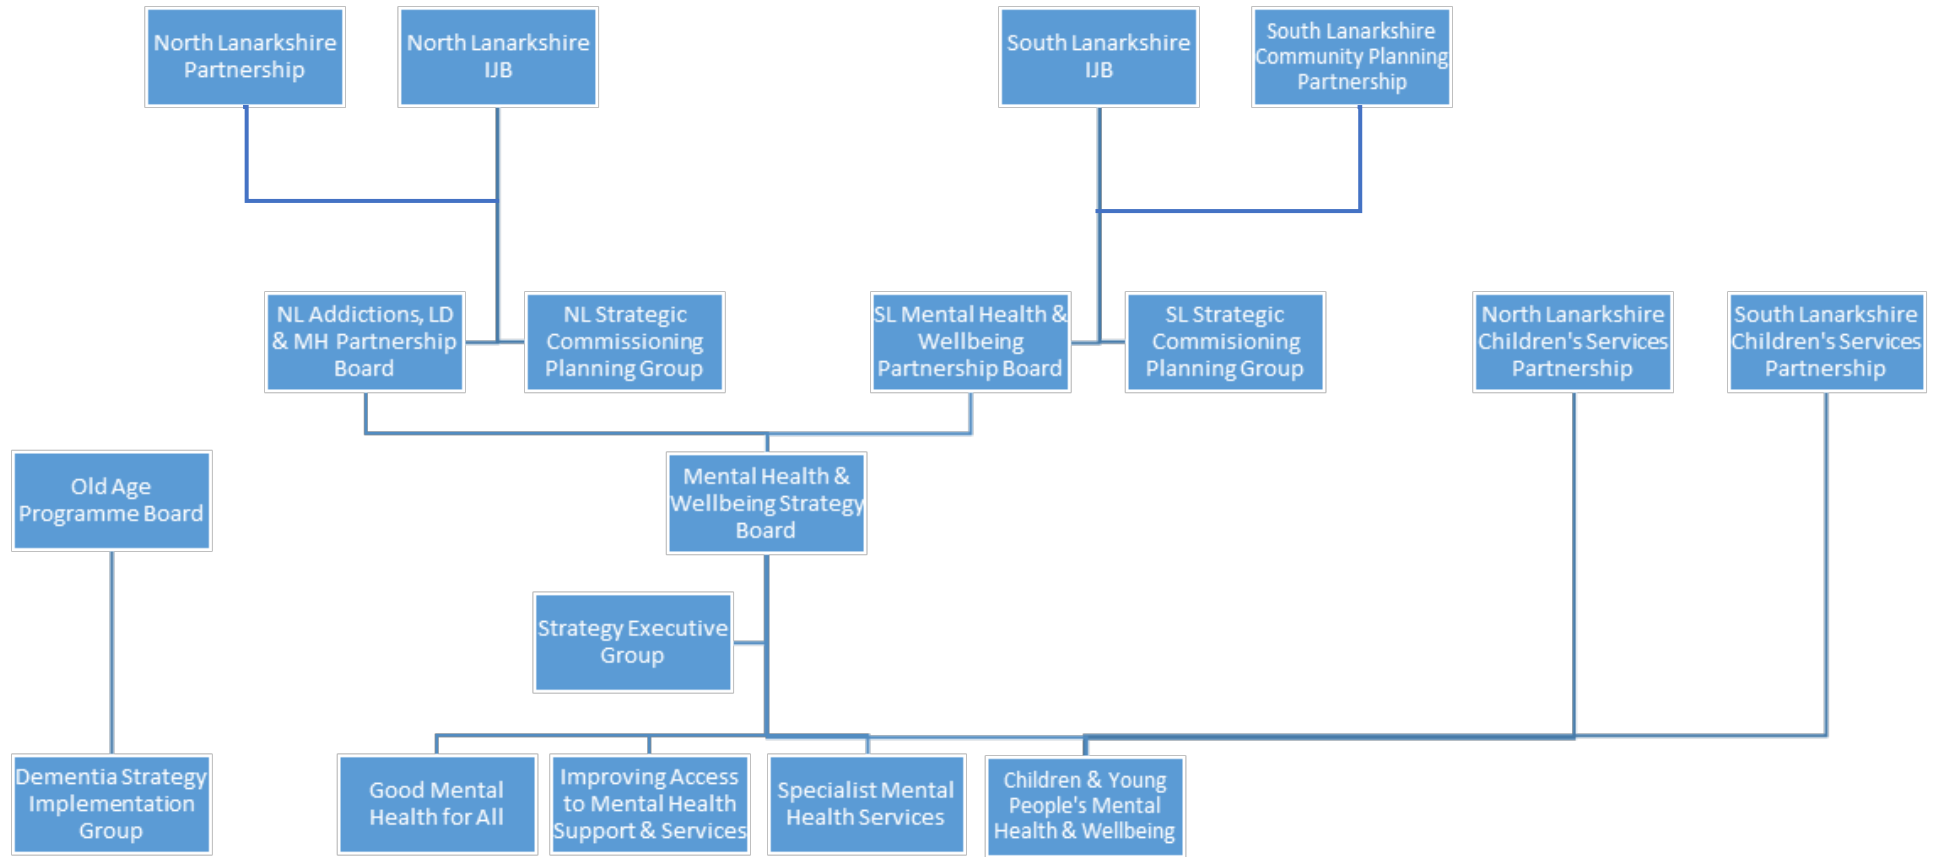 North Lanarkshire
Partnership
North Lanarkshire
IJB
South Lanarkshire
IJB
South Lanarkshire
Community Planning
Partnership
NL Addictions, LD
& MH Partnership
Board
NL Strategic
Commissioning
Planning Group
SL Mental Health &
Wellbeing
Partnership Board
SL Strategic
Commisioning
Planning Group
North Lanarkshire
Children's Services
Partnership
South Lanarkshire
Children's Services
Partnership
Old Age
Programme Board
Mental Health &
Wellbeing Strategy
Board
Strategy Executive
Group
Dementia Strategy
Implementation
Group
Good Mental
Health for All
Improving Access
to Mental Health
Support & Services
Specialist Mental
Health Services
Children & Young
People's Mental
Health & Wellbeing